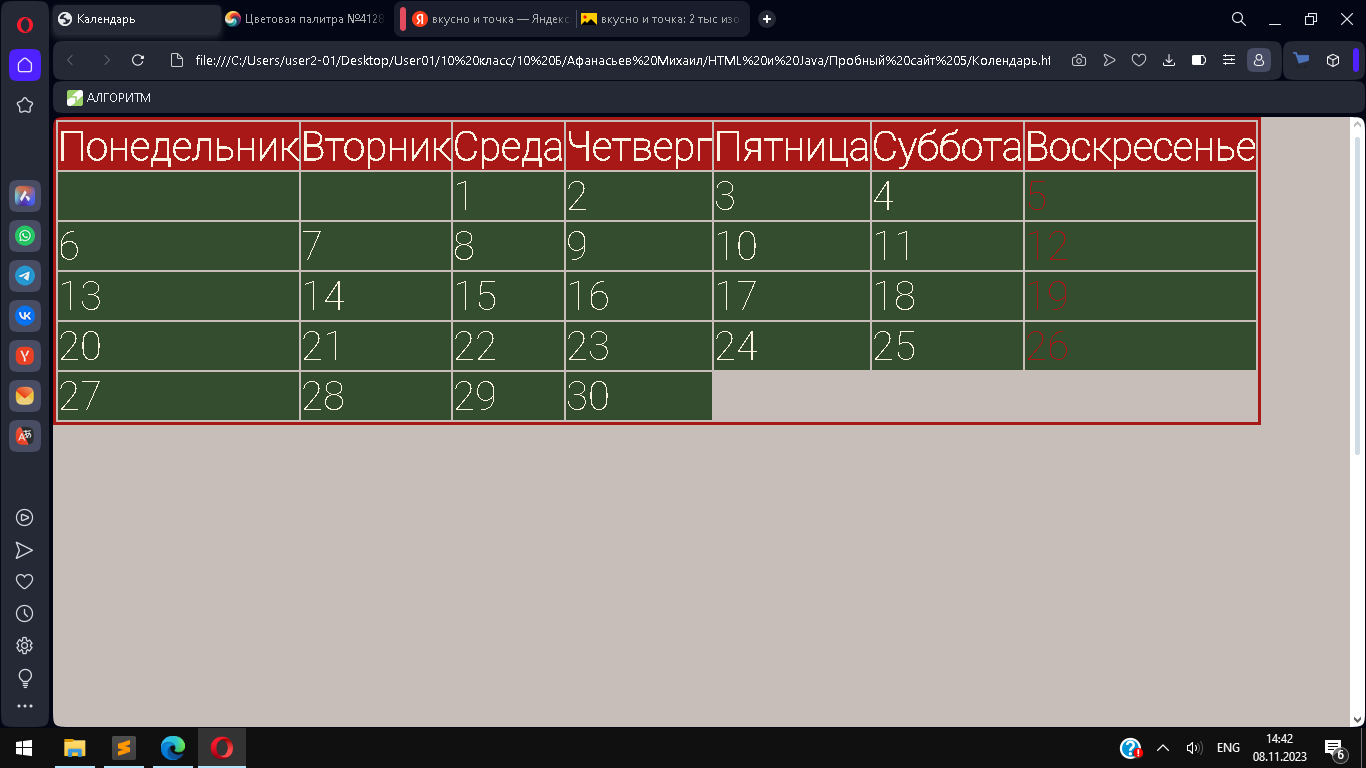 Календарь
Цветовая палитра №4128
вкусно и точка — Яндекс
вкусно и точка: 2 тыс изо
file:///C:/Users/user2-01/Desktop/User01/10%20класс/10%20Б/Афанасьев%20Михаил/HTML%20и%20Java/Пробный%20сайт%205/Колендарь.ht
АЛГОРИТМ
Понедельник Вторник Среда Четверг Пятница Суббота Воскресенье
1 2 3 4 5
6 7 8 9 10 11 12
13 14 15 16 17 18 19
20 21 22 23 24 25 26
27 28 29 30
ENG
14:42
08.11.2023
6